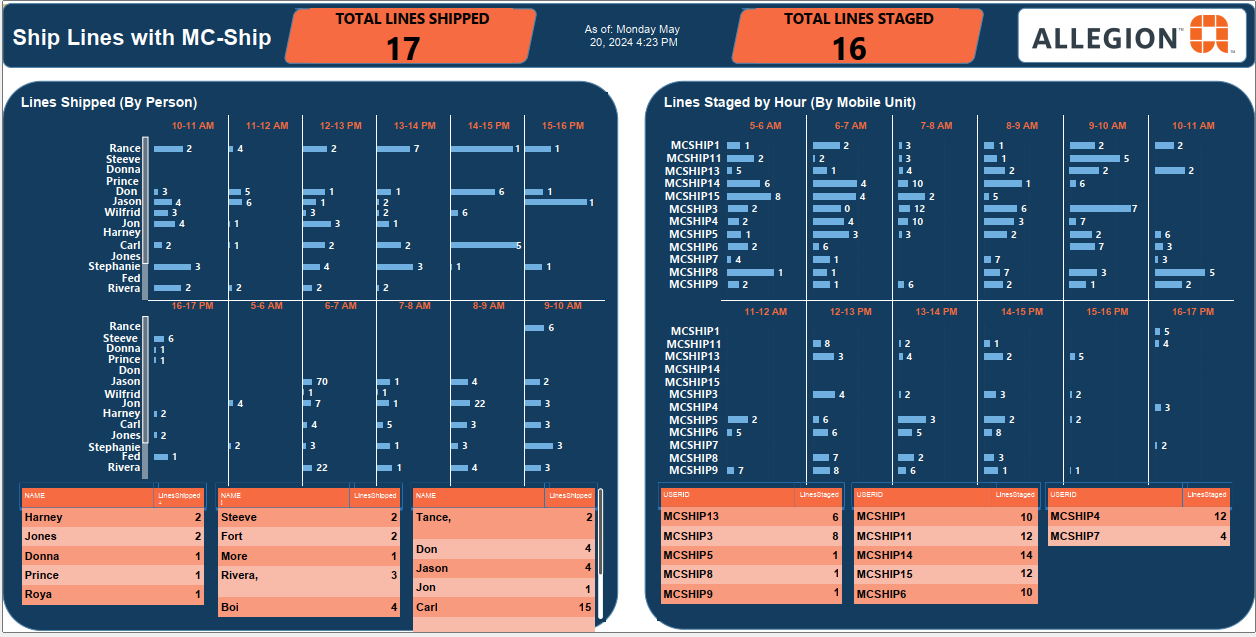 Ship Lines with MC-Ship
TOTAL LINES SHIPPED
17
As of: Monday May
20, 2024 4:23 PM
TOTAL LINES STAGED
16
ALLEGION™
Lines Shipped (By Person)
10-11 AM 11-12 AM 12-13 PM 13-14 PM 14-15 PM 15-16 PM
Rance 2 4 2 7 1 1
Steeve
Donna
Prince
Don 3 5 1 1 6 1
Jason 4 6 1 2 1
Wilfrid 3 3 2 6
Jon 4 1 3 1
Harney
Carl 2 1 2 2 5
Jones
Stephanie 3 4 3 1 1
Fed
Rivera 2 2 2 2
16-17 PM 5-6 AM 6-7 AM 7-8 AM 8-9 AM 9-10 AM
Rance 6
Steeve 6
Donna 1
Prince 1
Don
Jason 70 1 4 2
Wilfrid 1 1
Jon 4 7 1 22 3
Harney 2
Carl 4 5 3 3
Jones 2
Stephanie 2 3 1 3 3
Fed 1
Rivera 22 1 4 3
NAME LinesShipped
Harney 2
Jones 2
Donna 1
Prince 1
Roya 1
NAME LinesShipped
Steeve 2
Fort 2
More 1
Rivera, 3
Boi 4
NAME LinesShipped
Tance, 2
Don 4
Jason 4
Jon 1
Carl 15
Lines Staged by Hour (By Mobile Unit)
5-6 AM 6-7 AM 7-8 AM 8-9 AM 9-10 AM 10-11 AM
MCSHIP1 1 2 3 1 2 2
MCSHIP11 2 2 3 1 5
MCSHIP13 5 1 4 2 2 2
MCSHIP14 6 4 10 1 6
MCSHIP15 8 4 2 5
MCSHIP3 2 0 12 6 7
MCSHIP4 2 4 10 3 7
MCSHIP5 1 3 3 2 2 6
MCSHIP6 2 6 7 3
MCSHIP7 4 1 7 3
MCSHIP8 1 1 7 3 5
MCSHIP9 2 1 6 2 1 2
11-12 AM 12-13 PM 13-14 PM 14-15 PM 15-16 PM 16-17 PM
MCSHIP1 5
MCSHIP11 8 2 1 4
MCSHIP13 3 4 2 5
MCSHIP14
MCSHIP15
MCSHIP3 4 2 3 2
MCSHIP4 3
MCSHIP5 2 6 3 2 2
MCSHIP6 5 6 5 8
MCSHIP7 2
MCSHIP8 7 2 3
MCSHIP9 7 8 6 1 1
USERID LinesStaged
MCSHIP13 6
MCSHIP3 8
MCSHIP5 1
MCSHIP8 1
MCSHIP9 1
USERID LinesStaged
MCSHIP1 10
MCSHIP11 12
MCSHIP14 14
MCSHIP15 12
MCSHIP6 10
USERID LinesStaged
MCSHIP4 12
MCSHIP7 4